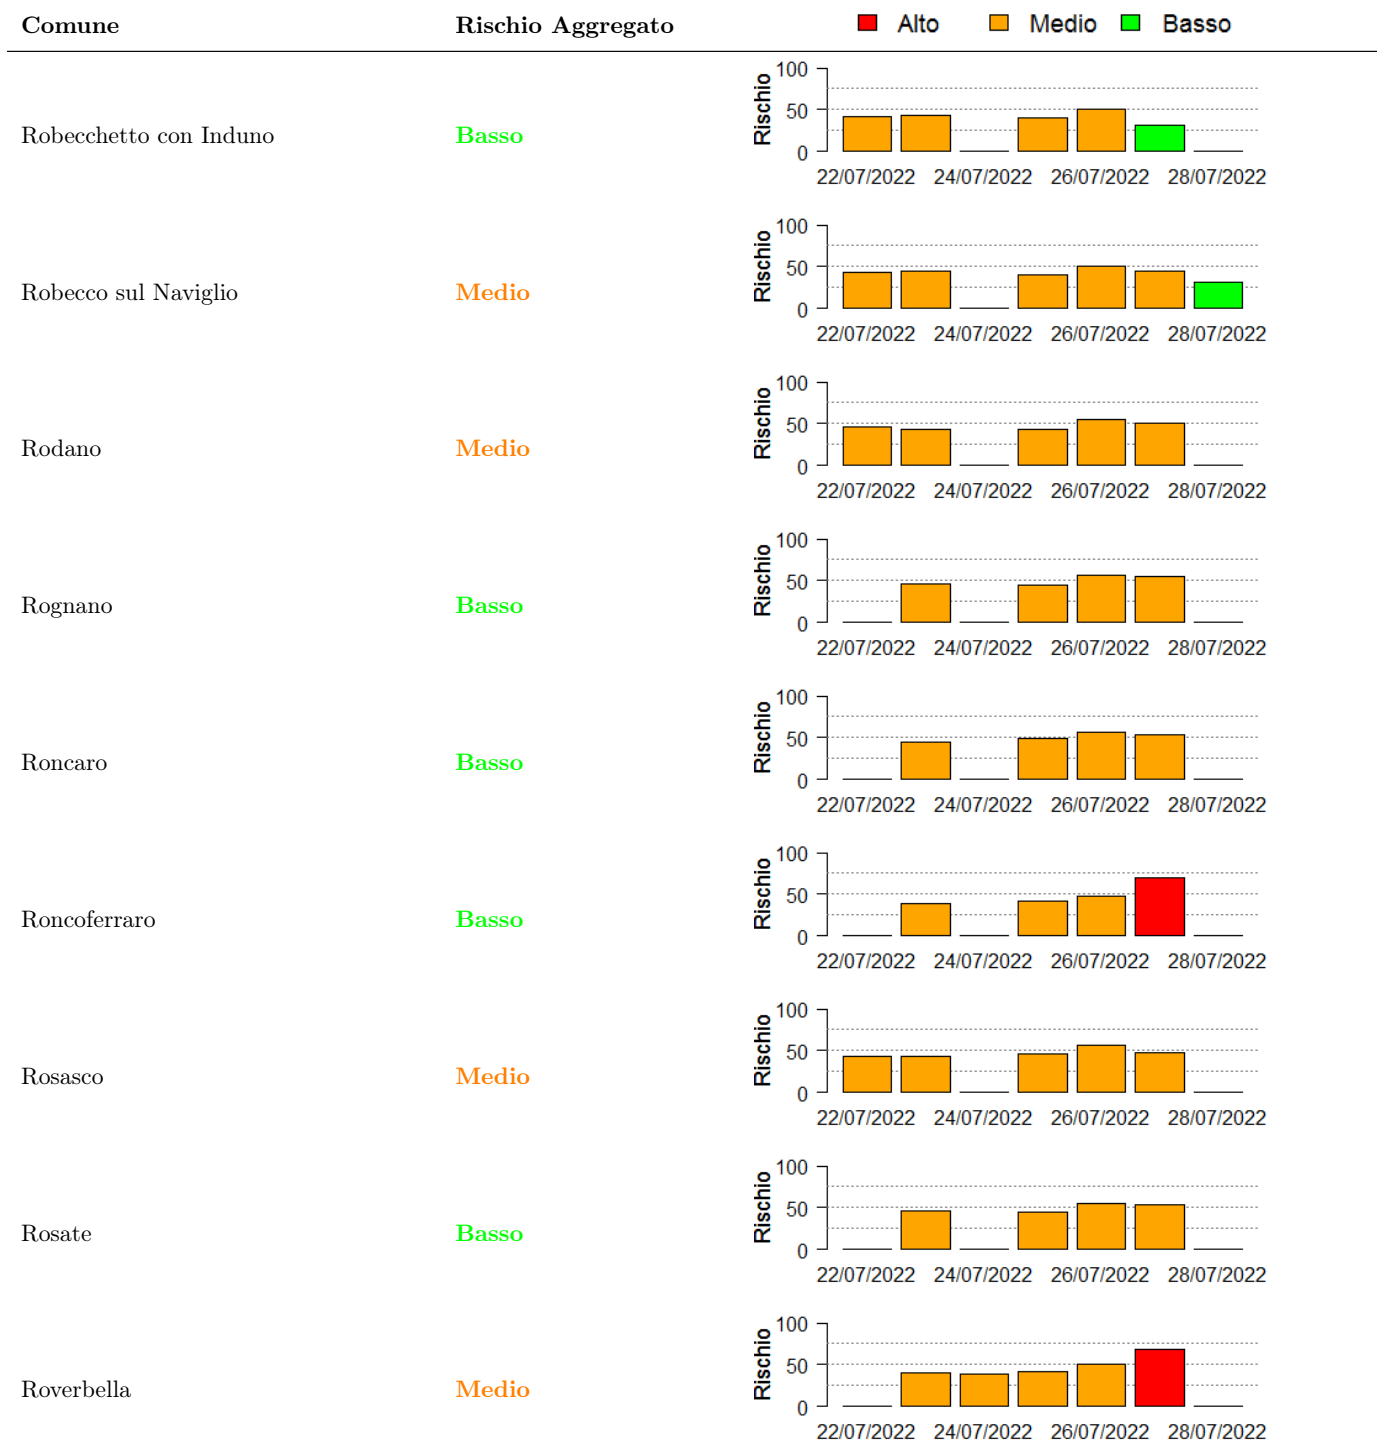 Comune Rischio Aggregato Alto Medio Basso
100
50
0
Rischio
Robecchetto con Induno Basso
22/07/2022 24/07/2022 26/07/2022 28/07/2022
100
50
0
Rischio
Robecco sul Naviglio Medio
22/07/2022 24/07/2022 26/07/2022 28/07/2022
100
50
0
Rischio
Rodano Medio
22/07/2022 24/07/2022 26/07/2022 28/07/2022
100
50
0
Rischio
Rognano Basso
22/07/2022 24/07/2022 26/07/2022 28/07/2022
100
50
0
Rischio
Roncaro Basso
22/07/2022 24/07/2022 26/07/2022 28/07/2022
100
50
0
Rischio
Roncoferraro Basso
22/07/2022 24/07/2022 26/07/2022 28/07/2022
100
50
0
Rischio
Rosasco Medio
22/07/2022 24/07/2022 26/07/2022 28/07/2022
100
50
0
Rischio
Rosate Basso
22/07/2022 24/07/2022 26/07/2022 28/07/2022
100
50
0
Rischio
Roverbella Medio
22/07/2022 24/07/2022 26/07/2022 28/07/2022